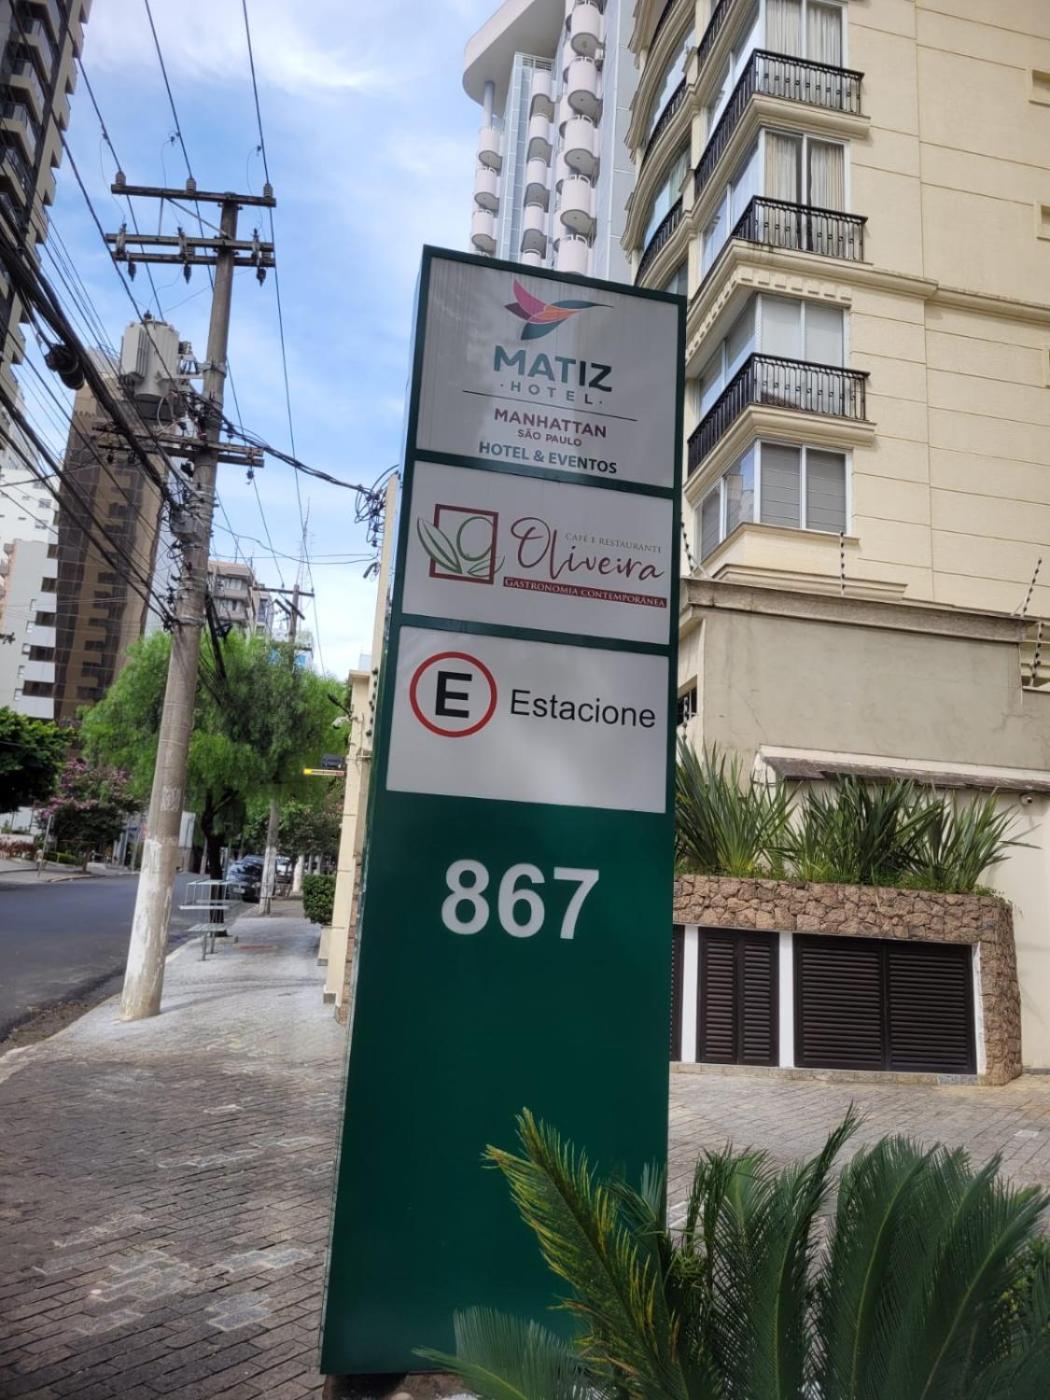 MATIZ
· HOTEL ·
MANHATTAN
SÃO PAULO
HOTEL & EVENTOS
CAFÉ E RESTAURANTE
Oliveira
GASTRONOMIA CONTEMPORÂNEA
E Estacione
867